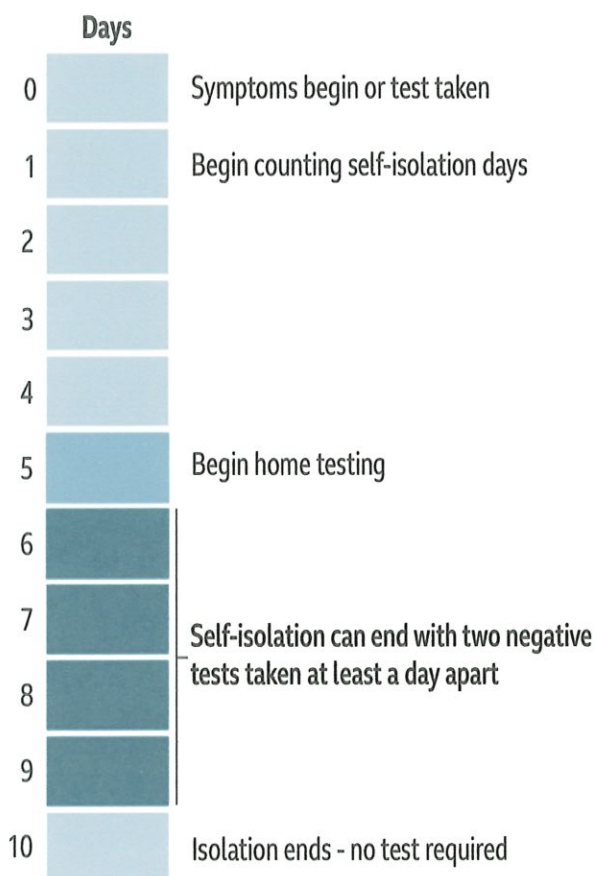 Days
0 Symptoms begin or test taken
1 Begin counting self-isolation days
2
3
4
5 Begin home testing
6
7
Self-isolation can end with two negative
tests taken at least a day apart
8
9
10 Isolation ends - no test required